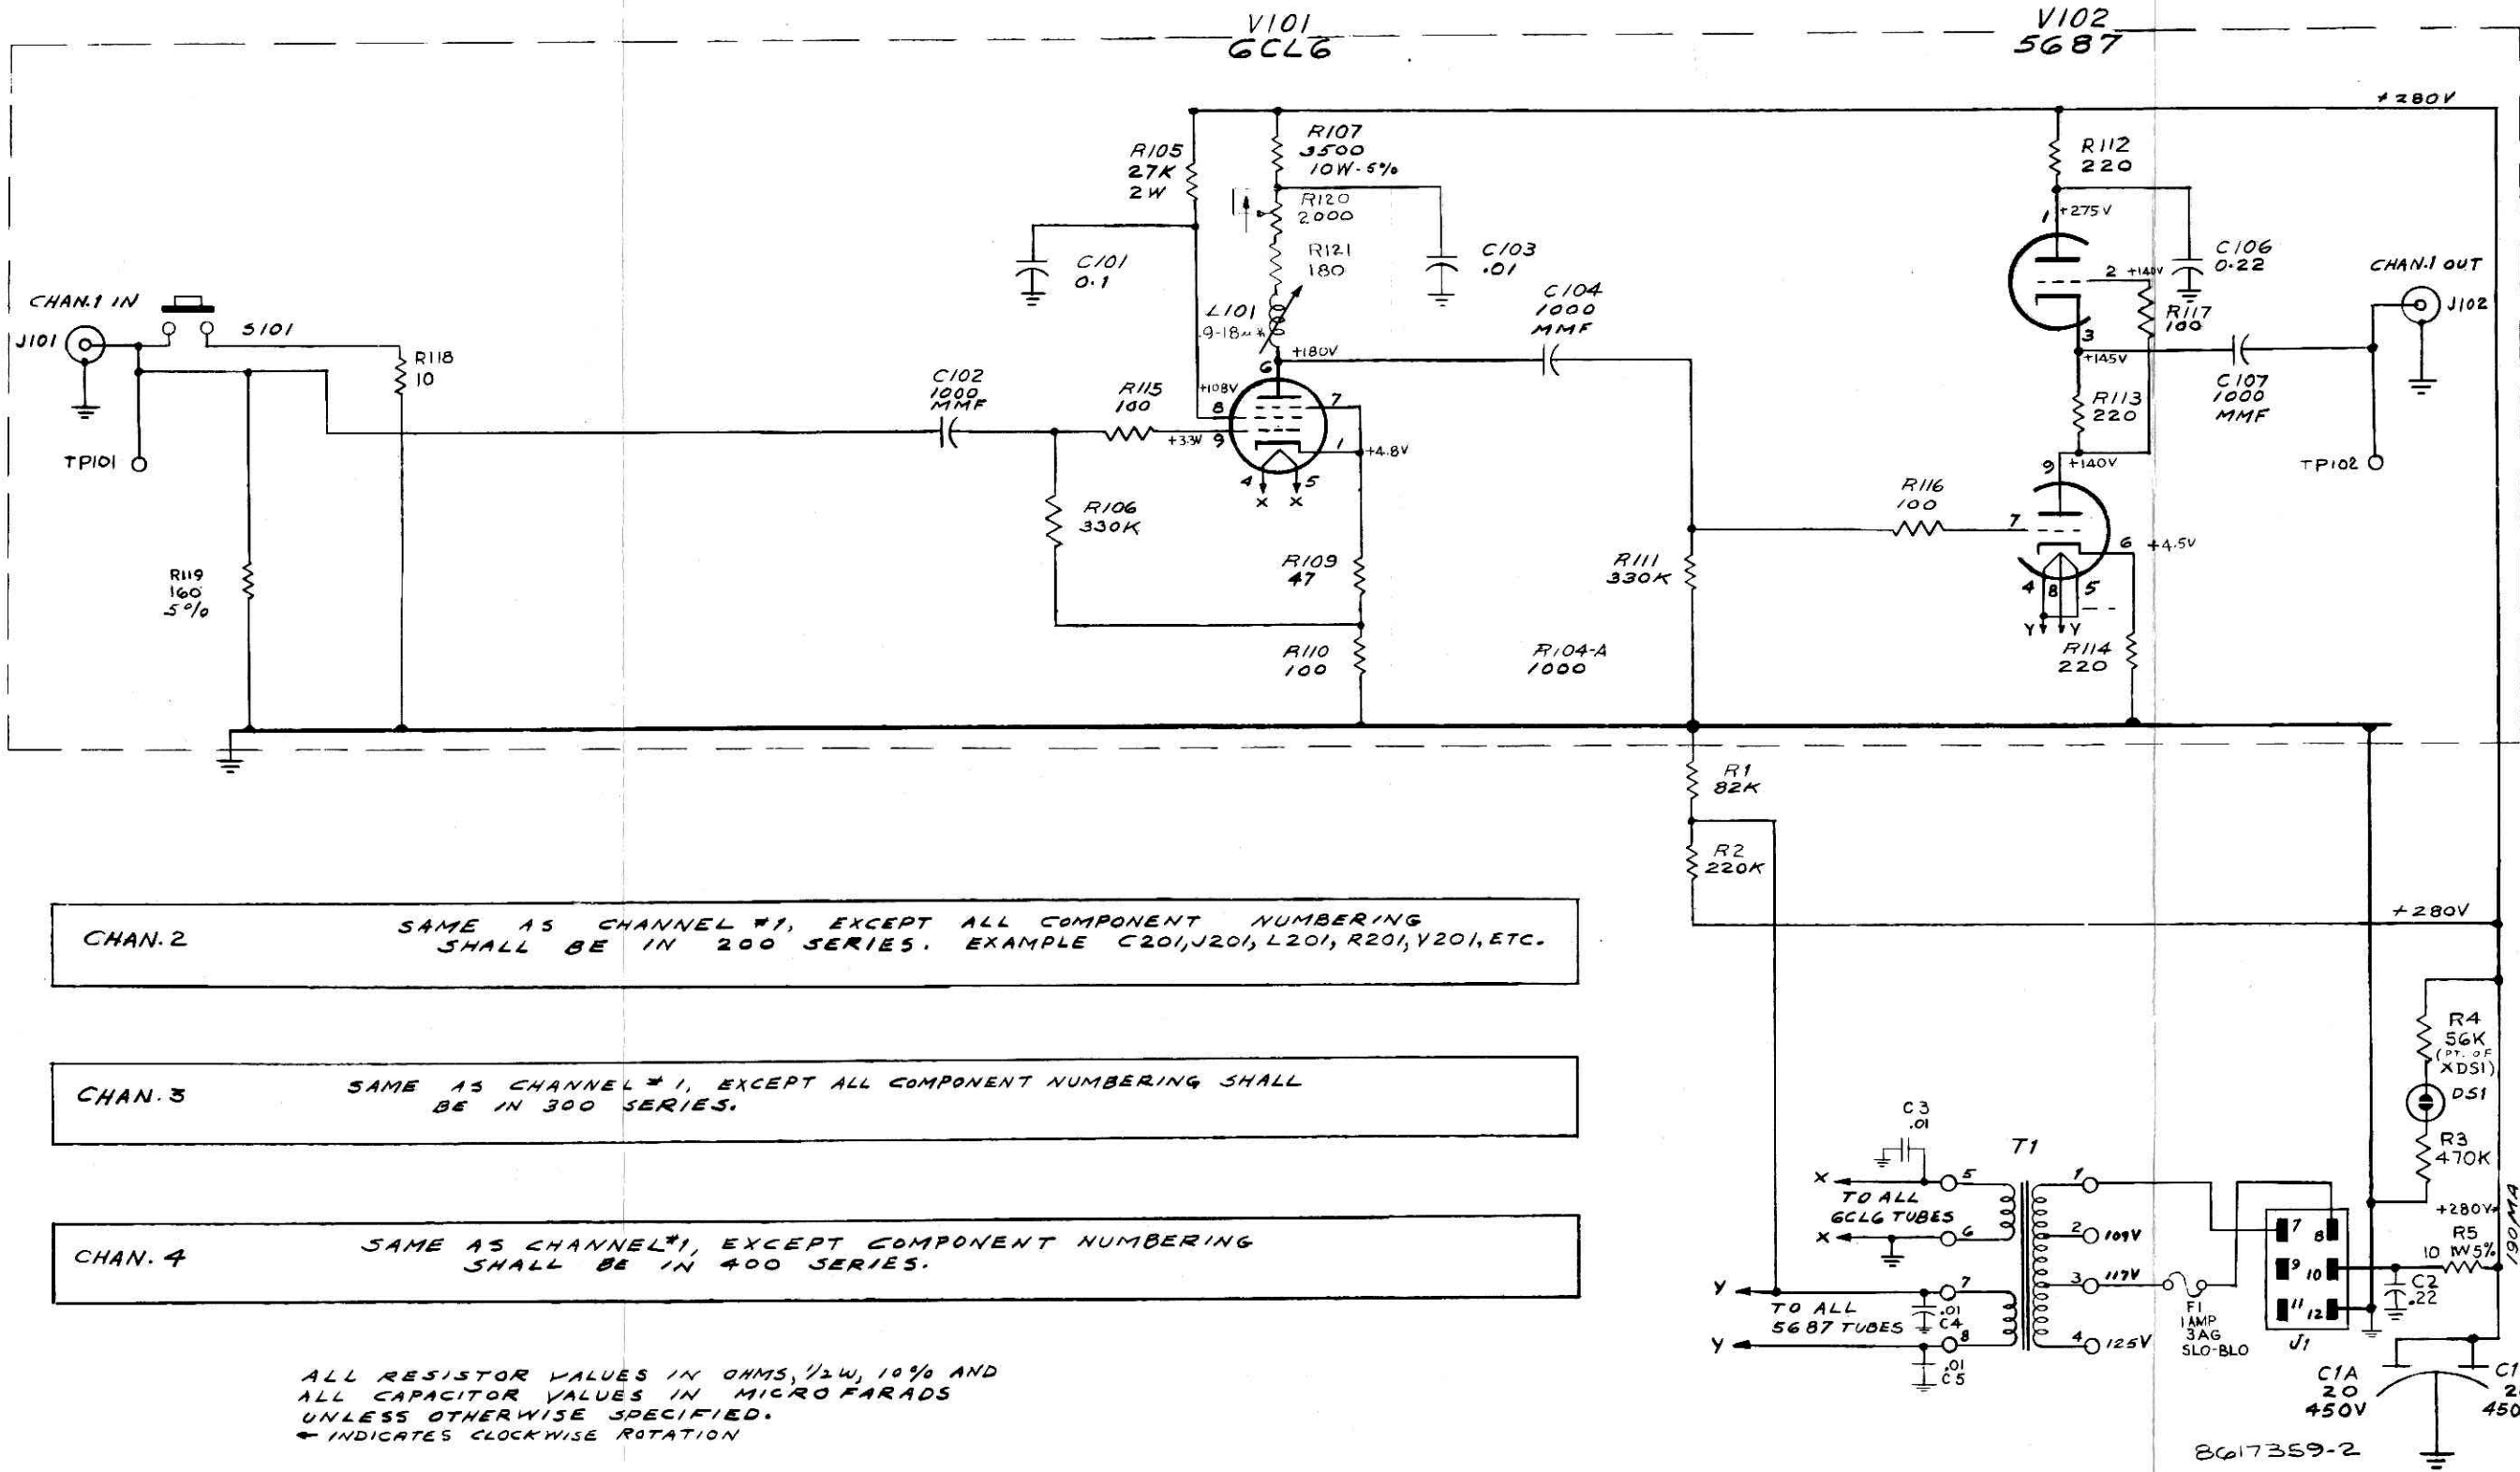 V101
6CL6
V102
5687
+280V
R105
27K
2W
R107
3500
10W-5%
R120
2000
R121
180
C101
0.1
C103
.01
L101
C104
1000
MMF
+180V
R112
220
1
+275V
2
+140V
C106
0.22
R117
100
3
+145V
C107
1000
MMF
CHAN.1 OUT
J102
TP102
CHAN.1 IN
J101
S101
R118
10
TP101
R119
160
5%
C102
1000
MMF
R115
100
+108V
8
+3.3V
9
6
7
1
+4.8V
4
5
X
X
R106
330K
R109
47
R110
100
R111
330K
R104-A
1000
R116
100
R113
220
9
+140V
7
6
+4.5V
4
8
5
Y
Y
R114
220
R1
82K
R2
220K
+280V
CHAN. 2
SAME AS CHANNEL #1, EXCEPT ALL COMPONENT NUMBERING
SHALL BE IN 200 SERIES. EXAMPLE C201, J201, L201, R201, V201, ETC.
CHAN. 3
SAME AS CHANNEL #1, EXCEPT ALL COMPONENT NUMBERING SHALL
BE IN 300 SERIES.
CHAN. 4
SAME AS CHANNEL #1, EXCEPT COMPONENT NUMBERING
SHALL BE IN 400 SERIES.
R4
56K
(PT. OF
XDS1)
DS1
R3
470K
+280V
190MA
R5
10 1W 5%
C2
.22
C3
.01
T1
X
TO ALL
6CL6 TUBES
X
5
6
Y
TO ALL
5687 TUBES
Y
7
.01
C4
8
.01
C5
1
2
109V
3
117V
4
125V
F1
1 AMP
3AG
SLO-BLO
7
8
9
10
11
12
J1
C1A
20
450V
C1
2
450
ALL RESISTOR VALUES IN OHMS, 1/2W, 10% AND
ALL CAPACITOR VALUES IN MICROFARADS
UNLESS OTHERWISE SPECIFIED.
← INDICATES CLOCKWISE ROTATION
8617359-2